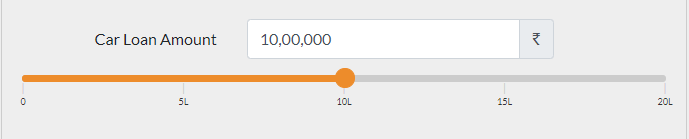 Car Loan Amount 10,00,000 ₹
0 5L 10L 15L 20L